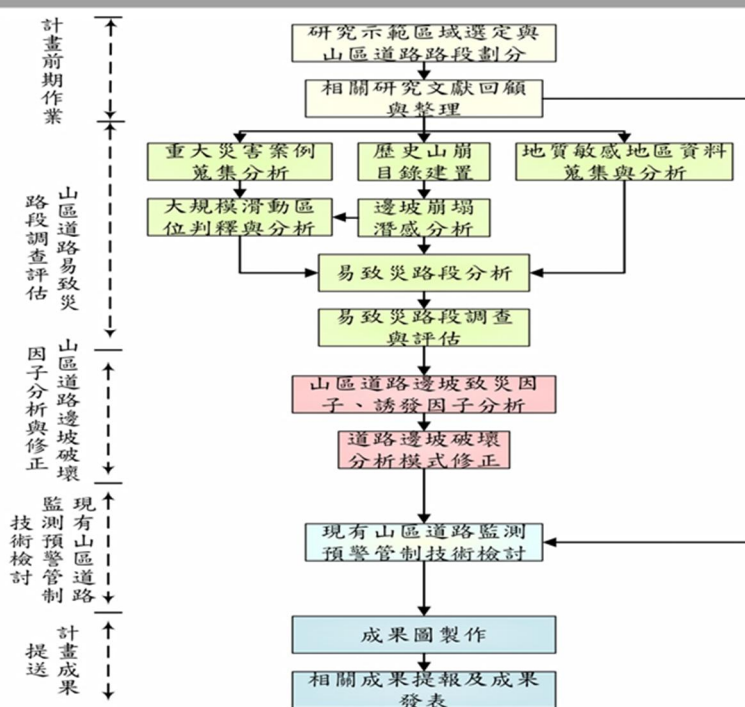 計畫前期作業
研究示範區域選定與
山區道路路段劃分
相關研究文獻回顧
與整理
山區道路易致災
路段調查評估
重大災害案例
蒐集分析
歷史山崩
目錄建置
地質敏感地區資料
蒐集與分析
大規模滑動區
位判釋與分析
邊坡崩塌
潛感分析
易致災路段分析
易致災路段調查
與評估
山區道路邊坡破壞
因子分析與修正
山區道路邊坡致災因
子、誘發因子分析
道路邊坡破壞
分析模式修正
現有山區道路
監測預警管制
技術檢討
現有山區道路監測
預警管制技術檢討
計畫成果
提送
成果圖製作
相關成果提報及成果
發表